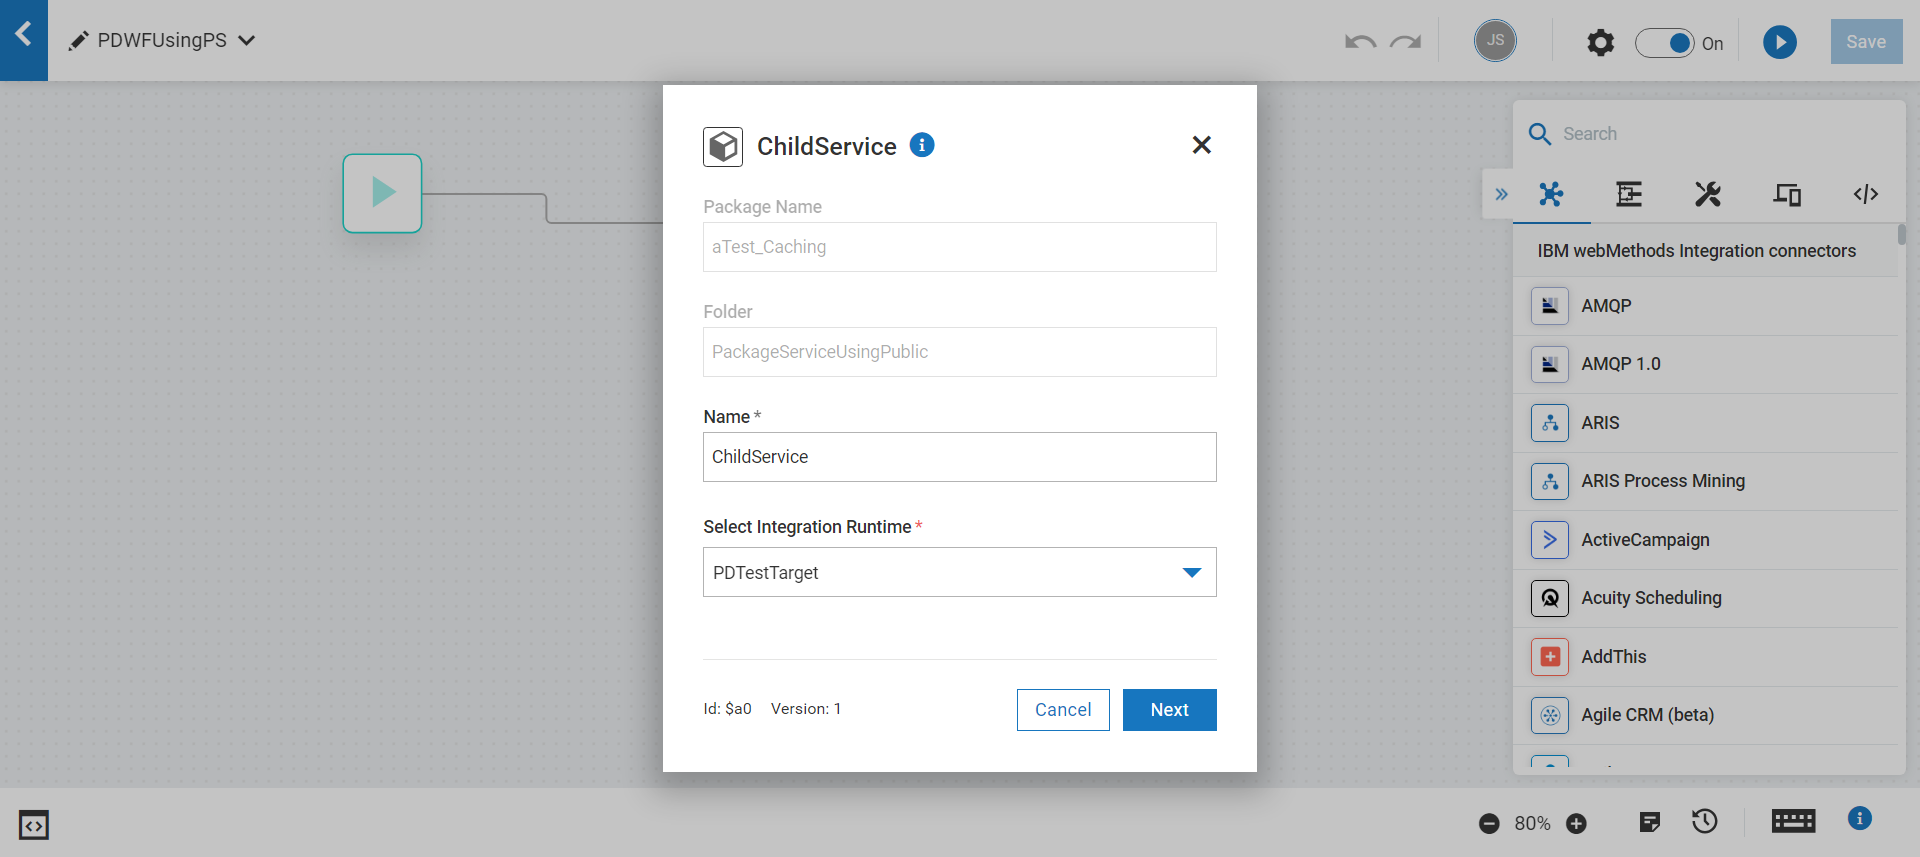 PDWFUsingPS
JS
On
Save
ChildService
Package Name
aTest_Caching
Folder
PackageServiceUsingPublic
Name *
ChildService
Select Integration Runtime *
PDTestTarget
Id: $a0 Version: 1
Cancel
Next
Search
IBM webMethods Integration connectors
AMQP
AMQP 1.0
ARIS
ARIS Process Mining
ActiveCampaign
Acuity Scheduling
AddThis
Agile CRM (beta)
80%